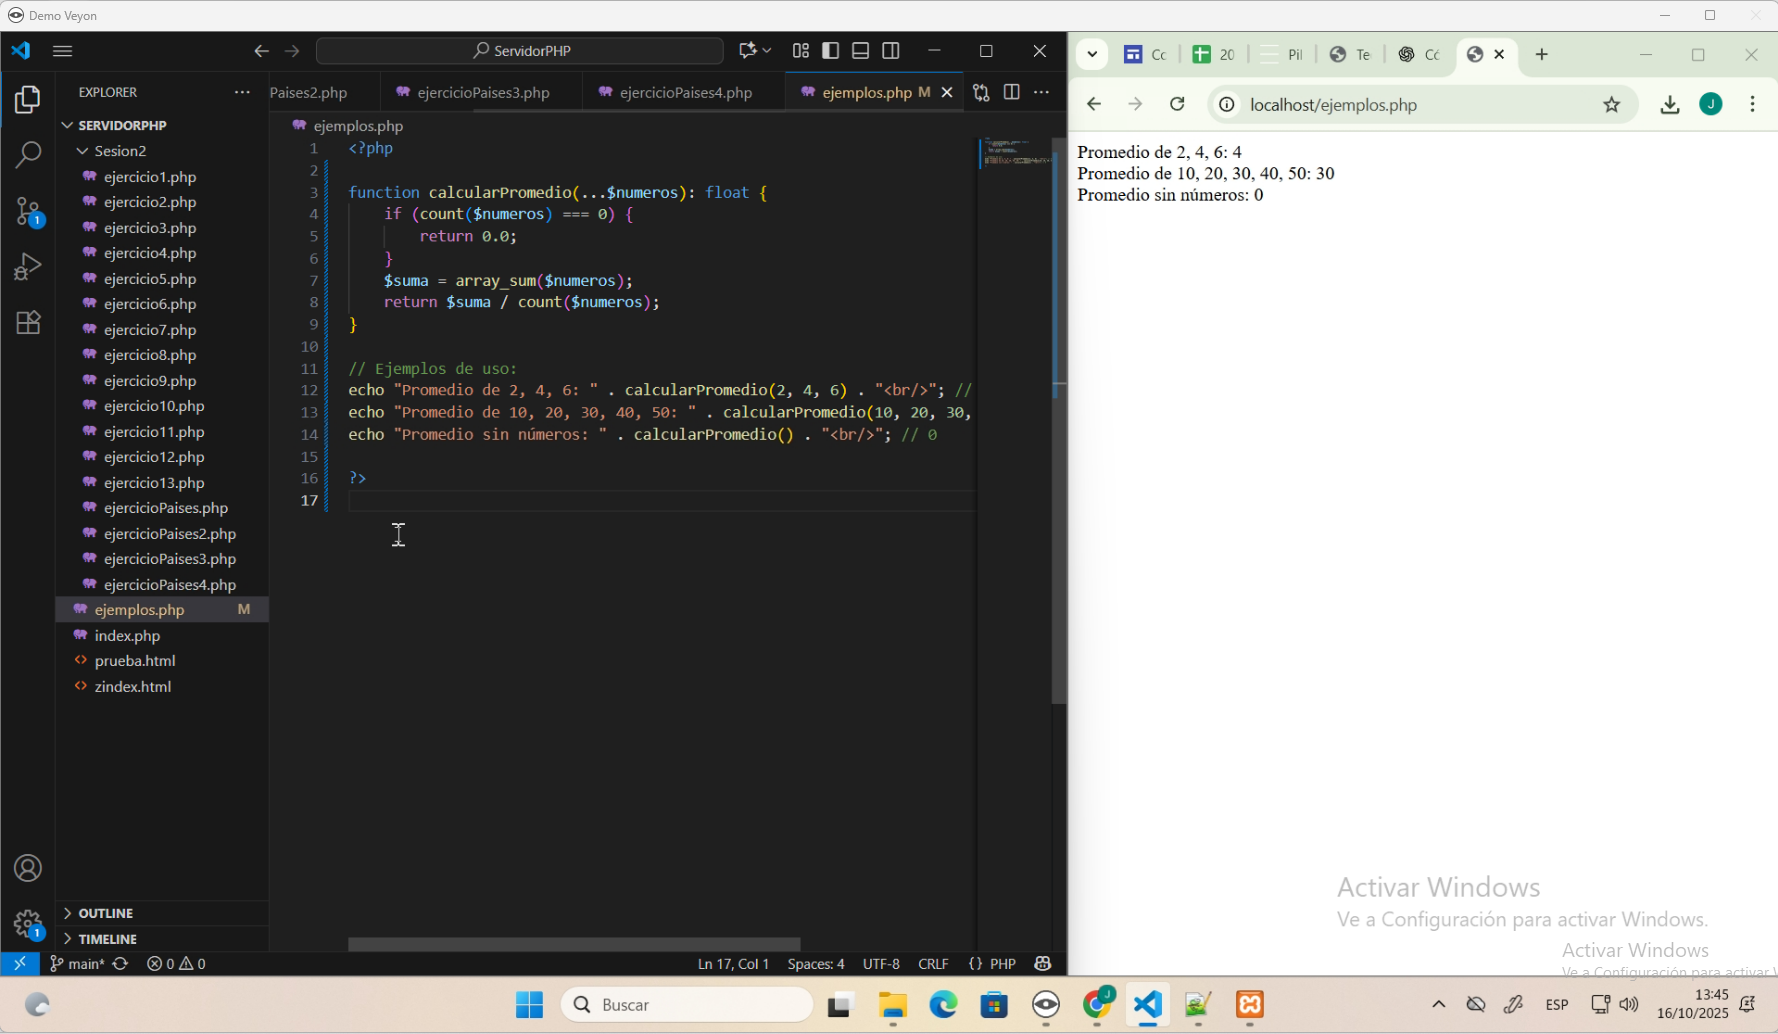 Demo Veyon
ServidorPHP
EXPLORER
SERVIDORPHP
Sesion2
ejercicio1.php
ejercicio2.php
ejercicio3.php
ejercicio4.php
ejercicio5.php
ejercicio6.php
ejercicio7.php
ejercicio8.php
ejercicio9.php
ejercicio10.php
ejercicio11.php
ejercicio12.php
ejercicio13.php
ejercicioPaises.php
ejercicioPaises2.php
ejercicioPaises3.php
ejercicioPaises4.php
ejemplos.php M
index.php
prueba.html
zindex.html
OUTLINE
TIMELINE
Paises2.php ejercicioPaises3.php ejercicioPaises4.php ejemplos.php M
ejemplos.php
1 <?php
2
3 function calcularPromedio(...$numeros): float {
4 if (count($numeros) === 0) {
5 return 0.0;
6 }
7 $suma = array_sum($numeros);
8 return $suma / count($numeros);
9 }
10
11 // Ejemplos de uso:
12 echo "Promedio de 2, 4, 6: " . calcularPromedio(2, 4, 6) . "<br/>"; //
13 echo "Promedio de 10, 20, 30, 40, 50: " . calcularPromedio(10, 20, 30,
14 echo "Promedio sin números: " . calcularPromedio() . "<br/>"; // 0
15
16 ?>
17
main* 0 0 Ln 17, Col 1 Spaces: 4 UTF-8 CRLF {} PHP
Cc 20 Pil Te Có
localhost/ejemplos.php J
Promedio de 2, 4, 6: 4
Promedio de 10, 20, 30, 40, 50: 30
Promedio sin números: 0
Activar Windows
Ve a Configuración para activar Windows.
Activar Windows
Ve a Configuración para activar
Buscar
ESP
13:45
16/10/2025